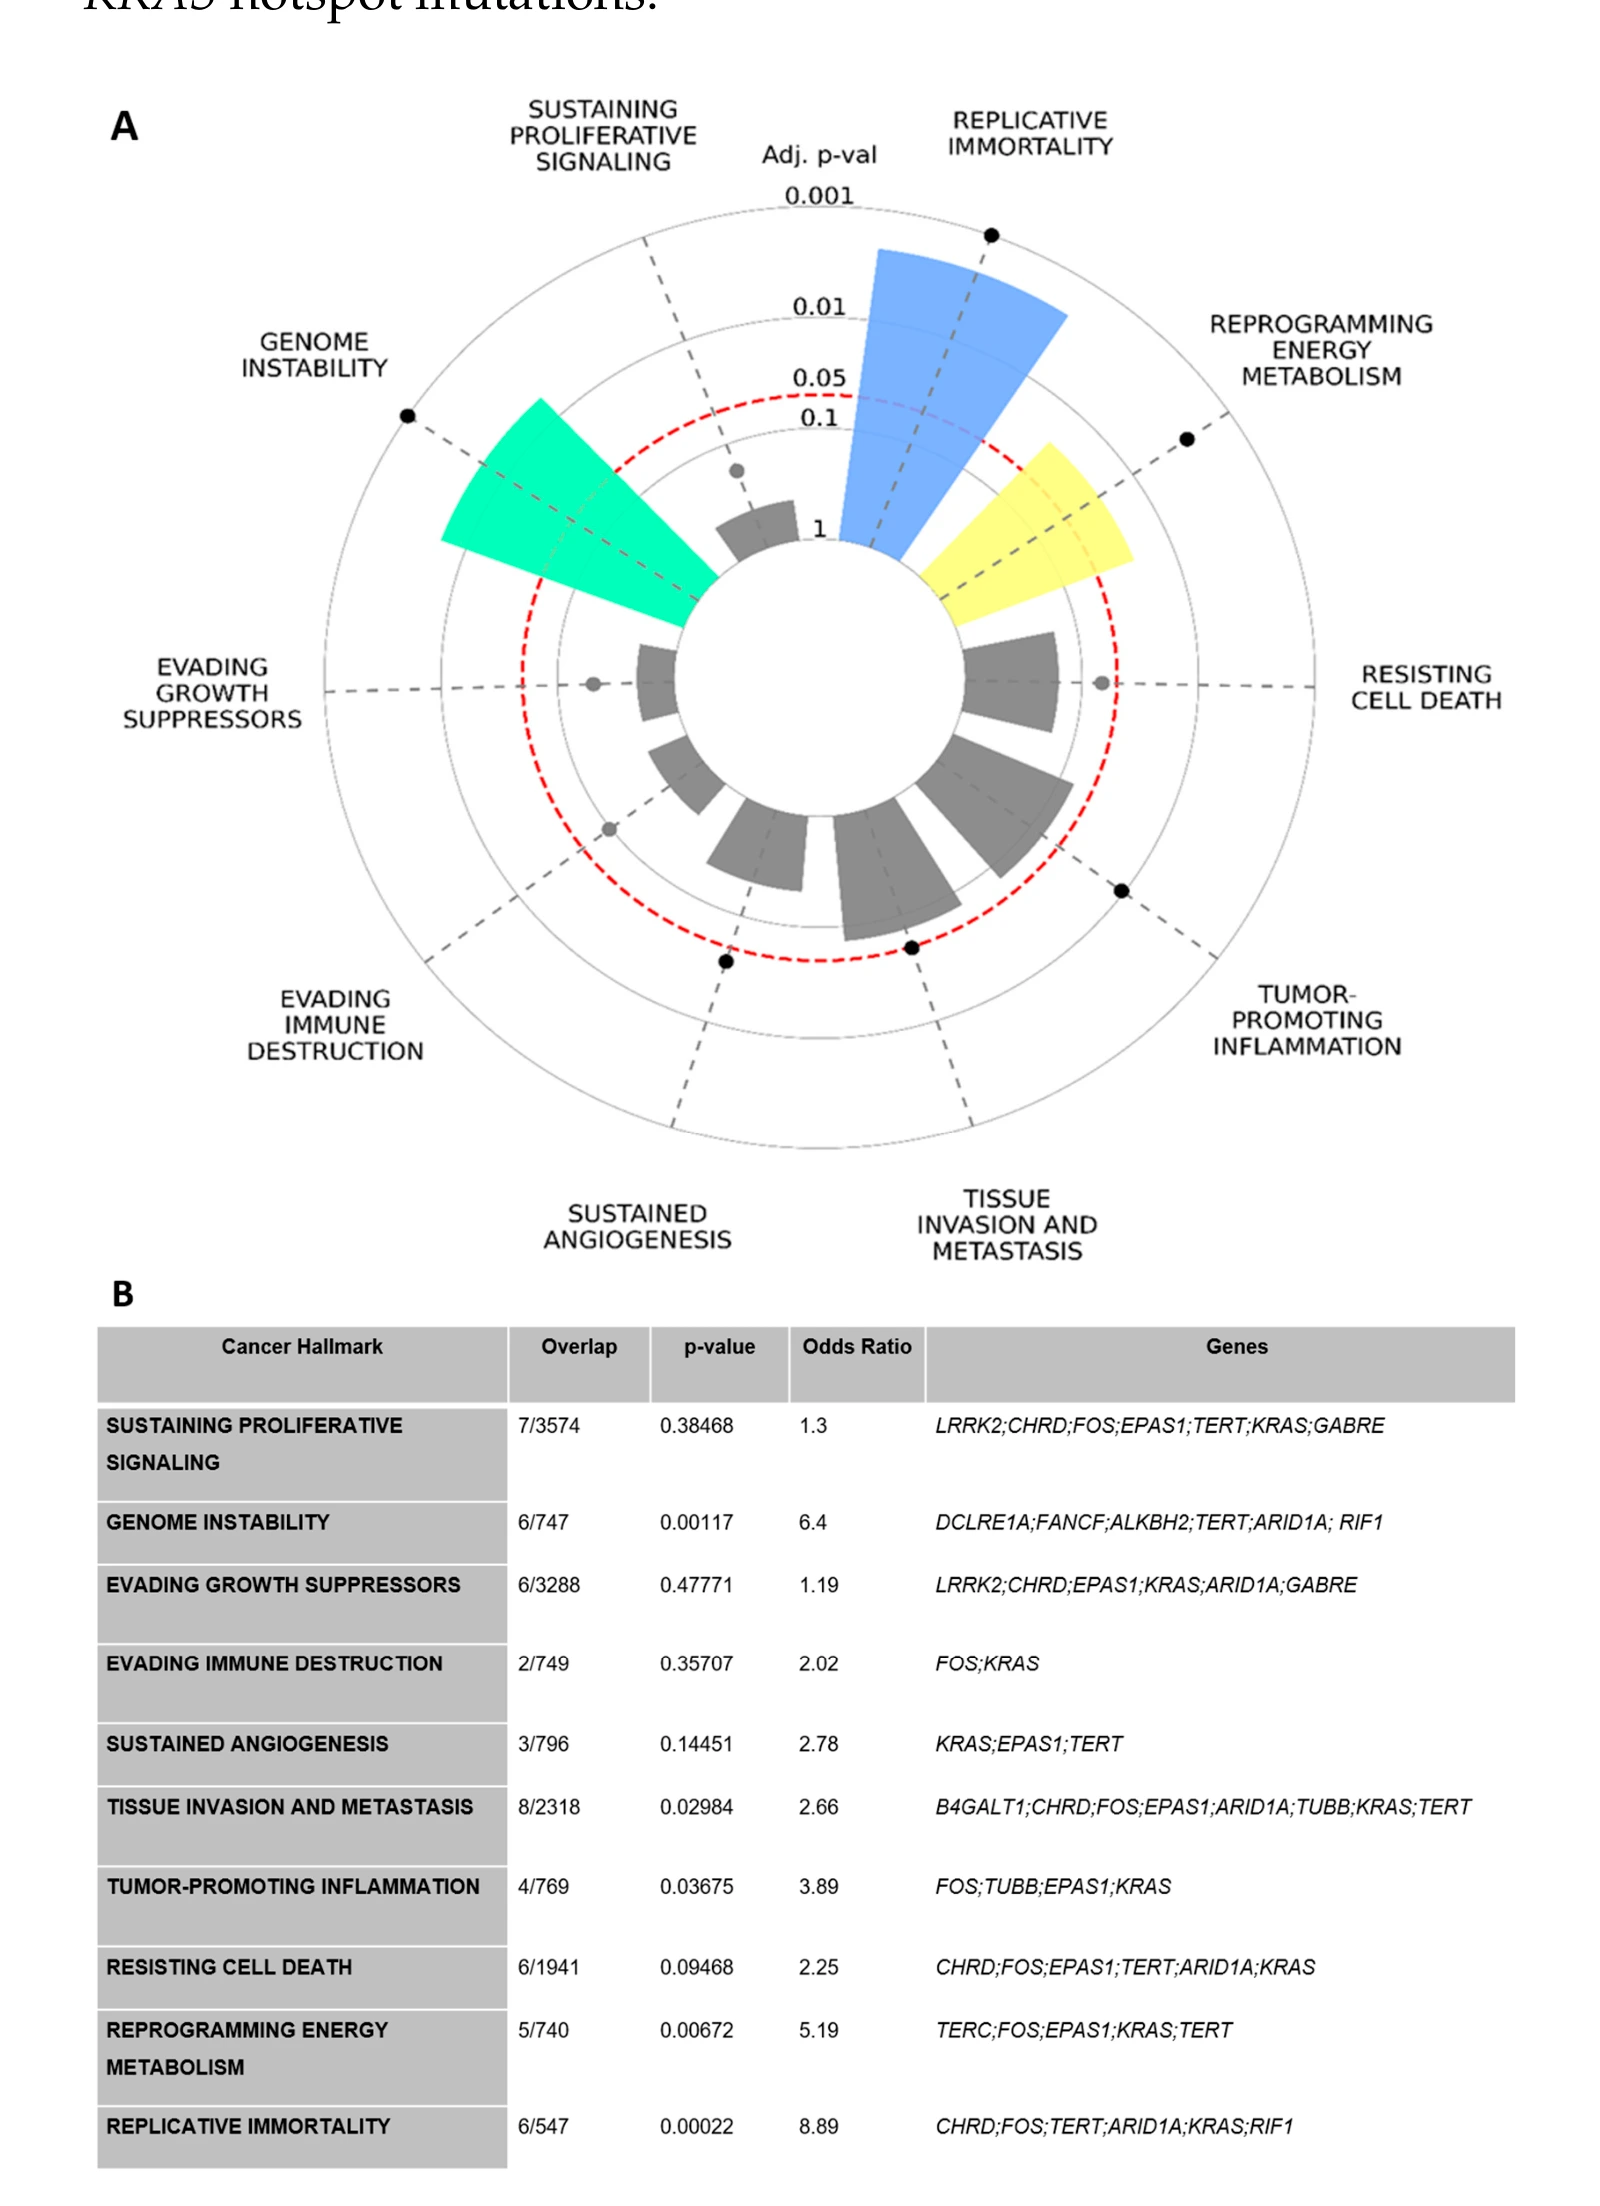 KRAS hotspot mutations.
A
SUSTAINING
PROLIFERATIVE
SIGNALING
REPLICATIVE
IMMORTALITY
Adj. p-val
0.001
0.01
0.05
0.1
1
GENOME
INSTABILITY
REPROGRAMMING
ENERGY
METABOLISM
EVADING
GROWTH
SUPPRESSORS
RESISTING
CELL DEATH
EVADING
IMMUNE
DESTRUCTION
TUMOR-
PROMOTING
INFLAMMATION
SUSTAINED
ANGIOGENESIS
TISSUE
INVASION AND
METASTASIS
B
Cancer Hallmark Overlap p-value Odds Ratio Genes
SUSTAINING PROLIFERATIVE 7/3574 0.38468 1.3 LRRK2;CHRD;FOS;EPAS1;TERT;KRAS;GABRE
SIGNALING
GENOME INSTABILITY 6/747 0.00117 6.4 DCLRE1A;FANCF;ALKBH2;TERT;ARID1A; RIF1
EVADING GROWTH SUPPRESSORS 6/3288 0.47771 1.19 LRRK2;CHRD;EPAS1;KRAS;ARID1A;GABRE
EVADING IMMUNE DESTRUCTION 2/749 0.35707 2.02 FOS;KRAS
SUSTAINED ANGIOGENESIS 3/796 0.14451 2.78 KRAS;EPAS1;TERT
TISSUE INVASION AND METASTASIS 8/2318 0.02984 2.66 B4GALT1;CHRD;FOS;EPAS1;ARID1A;TUBB;KRAS;TERT
TUMOR-PROMOTING INFLAMMATION 4/769 0.03675 3.89 FOS;TUBB;EPAS1;KRAS
RESISTING CELL DEATH 6/1941 0.09468 2.25 CHRD;FOS;EPAS1;TERT;ARID1A;KRAS
REPROGRAMMING ENERGY 5/740 0.00672 5.19 TERC;FOS;EPAS1;KRAS;TERT
METABOLISM
REPLICATIVE IMMORTALITY 6/547 0.00022 8.89 CHRD;FOS;TERT;ARID1A;KRAS;RIF1